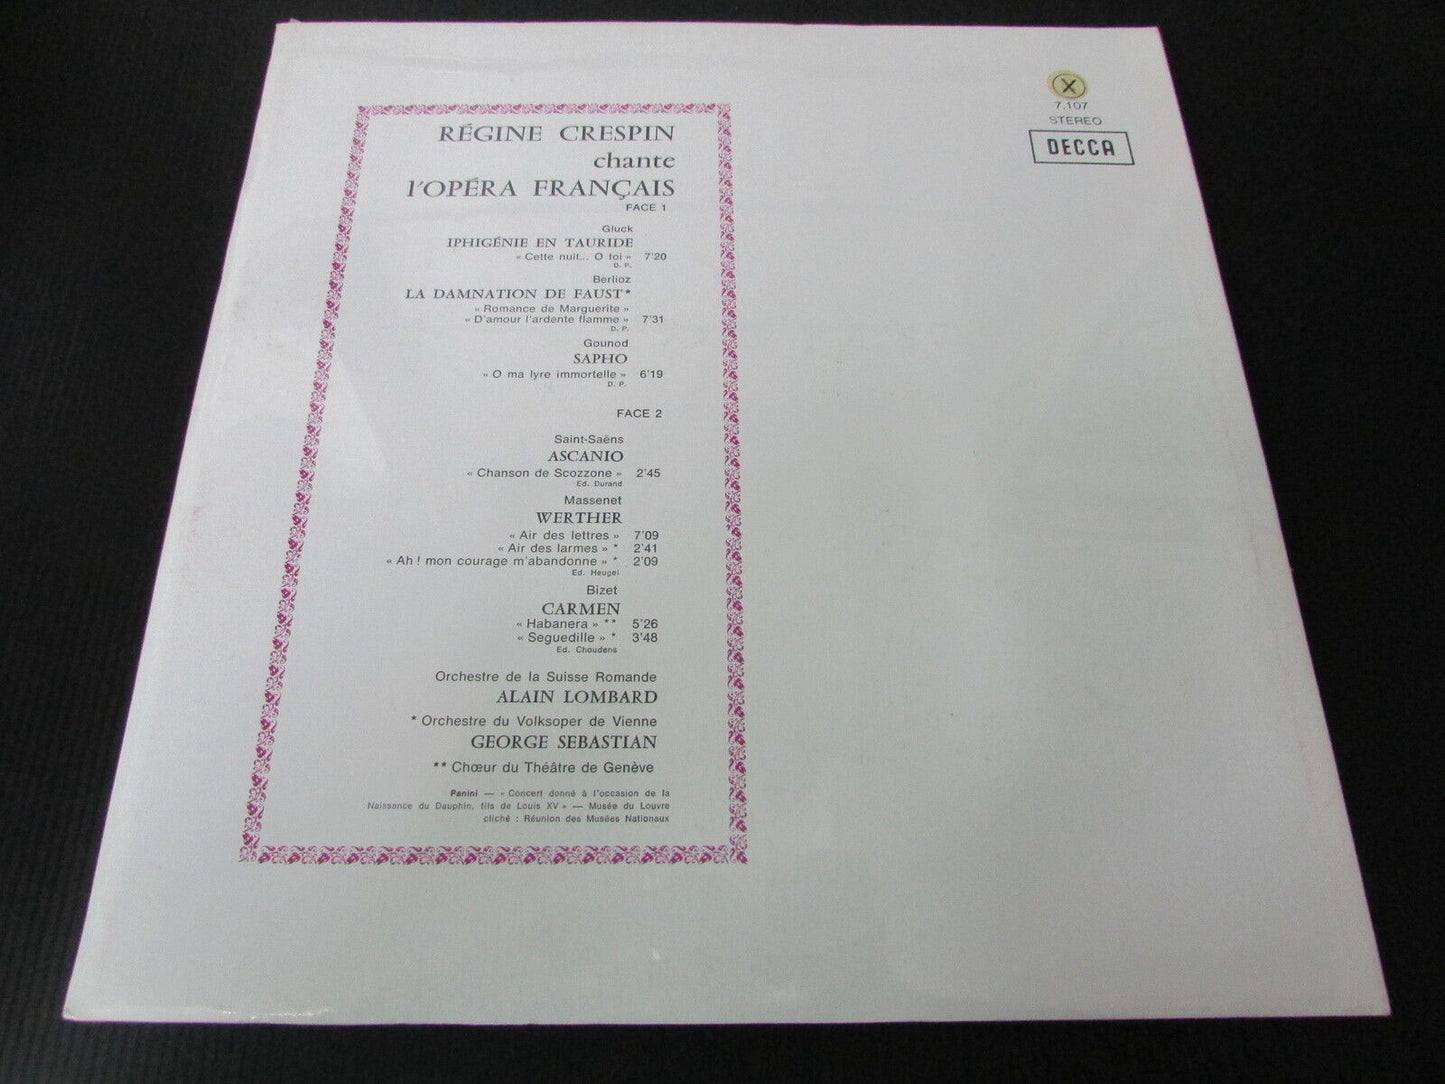 X
7.107
STEREO
DECCA
RÉGINE CRESPIN
chante
l'OPÉRA FRANÇAIS
FACE 1
Gluck
IPHIGÉNIE EN TAURIDE
« Cette nuit... O toi » 7'20
D. P.
Berlioz
LA DAMNATION DE FAUST*
« Romance de Marguerite »
« D'amour l'ardente flamme » 7'31
D. P.
Gounod
SAPHO
« O ma lyre immortelle » 6'19
D. P.
FACE 2
Saint-Saëns
ASCANIO
« Chanson de Scozzone » 2'45
Ed. Durand
Massenet
WERTHER
« Air des lettres » 7'09
« Air des larmes » * 2'41
« Ah ! mon courage m'abandonne » * 2'09
Ed. Heugel
Bizet
CARMEN
« Habanera » ** 5'26
« Seguedille » * 3'48
Ed. Choudens
Orchestre de la Suisse Romande
ALAIN LOMBARD
* Orchestre du Volksoper de Vienne
GEORGE SEBASTIAN
** Chœur du Théâtre de Genève
Panini — « Concert donné à l'occasion de la
Naissance du Dauphin, fils de Louis XV » — Musée du Louvre
cliché : Réunion des Musées Nationaux